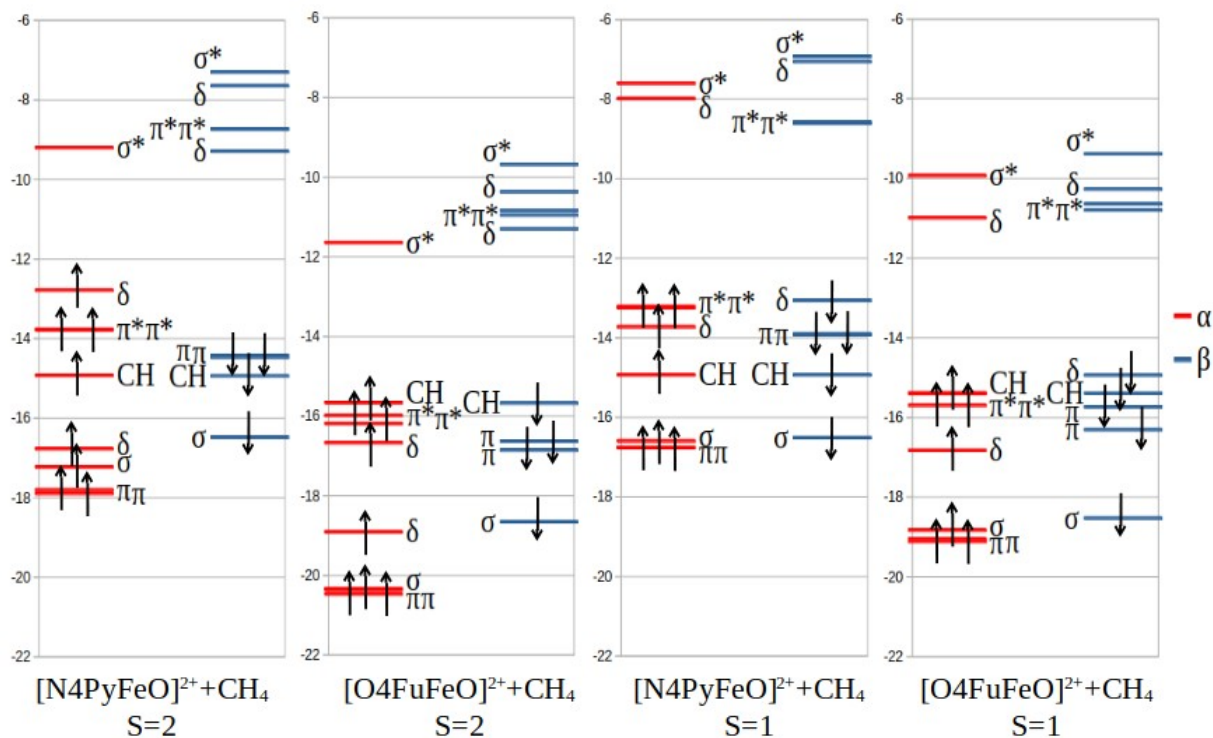 -6
-8
-10
-12
-14
-16
-18
-20
-22
σ*
δ
π*π*
δ
σ*
δ
π*π*
CH
ππ
CH
δ
σ
ππ
σ
[N4PyFeO]²⁺+CH₄
S=2
-6
-8
-10
-12
-14
-16
-18
-20
-22
σ*
δ
π*π*
δ
σ*
CH
π*π*
δ
CH
π
π
δ
σ
ππ
σ
[O4FuFeO]²⁺+CH₄
S=2
-6
-8
-10
-12
-14
-16
-18
-20
-22
σ*
δ
σ*
δ
π*π*
π*π*
δ
δ
ππ
CH
CH
σ
ππ
σ
[N4PyFeO]²⁺+CH₄
S=1
-6
-8
-10
-12
-14
-16
-18
-20
-22
σ*
δ
π*π*
σ*
δ
CH
π*π*
δ
δ
CH
π
π
σ
ππ
σ
[O4FuFeO]²⁺+CH₄
S=1
α
β